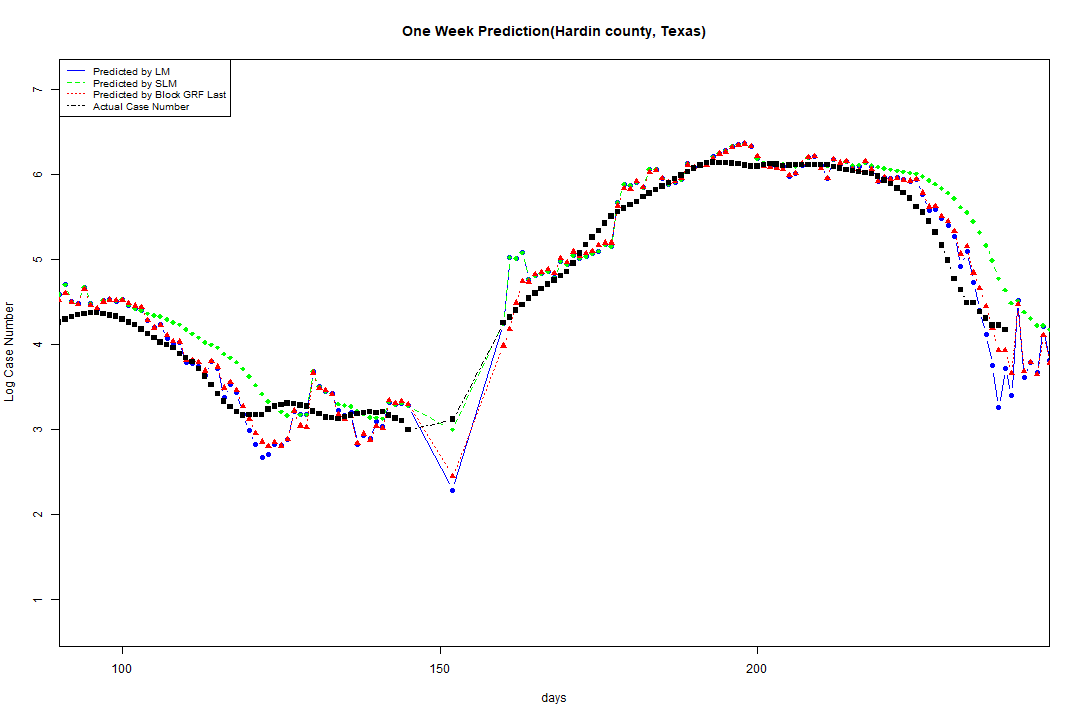 One Week Prediction(Hardin county, Texas)
Predicted by LM
Predicted by SLM
Predicted by Block GRF Last
Actual Case Number
7
6
5
4
3
2
1
Log Case Number
100
150
200
days